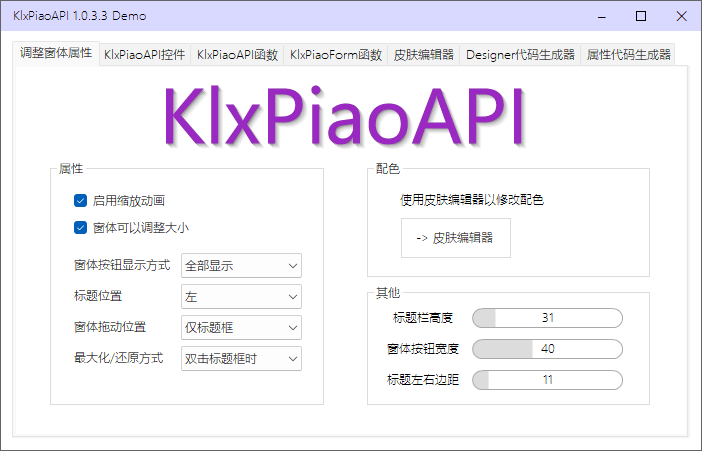 KlxPiaoAPI 1.0.3.3 Demo
调整窗体属性 KlxPiaoAPI控件 KlxPiaoAPI函数 KlxPiaoForm函数 皮肤编辑器 Designer代码生成器 属性代码生成器
KlxPiaoAPI
属性
启用缩放动画
窗体可以调整大小
窗体按钮显示方式 全部显示
标题位置 左
窗体拖动位置 仅标题框
最大化/还原方式 双击标题框时
配色
使用皮肤编辑器以修改配色
-> 皮肤编辑器
其他
标题栏高度 31
窗体按钮宽度 40
标题左右边距 11